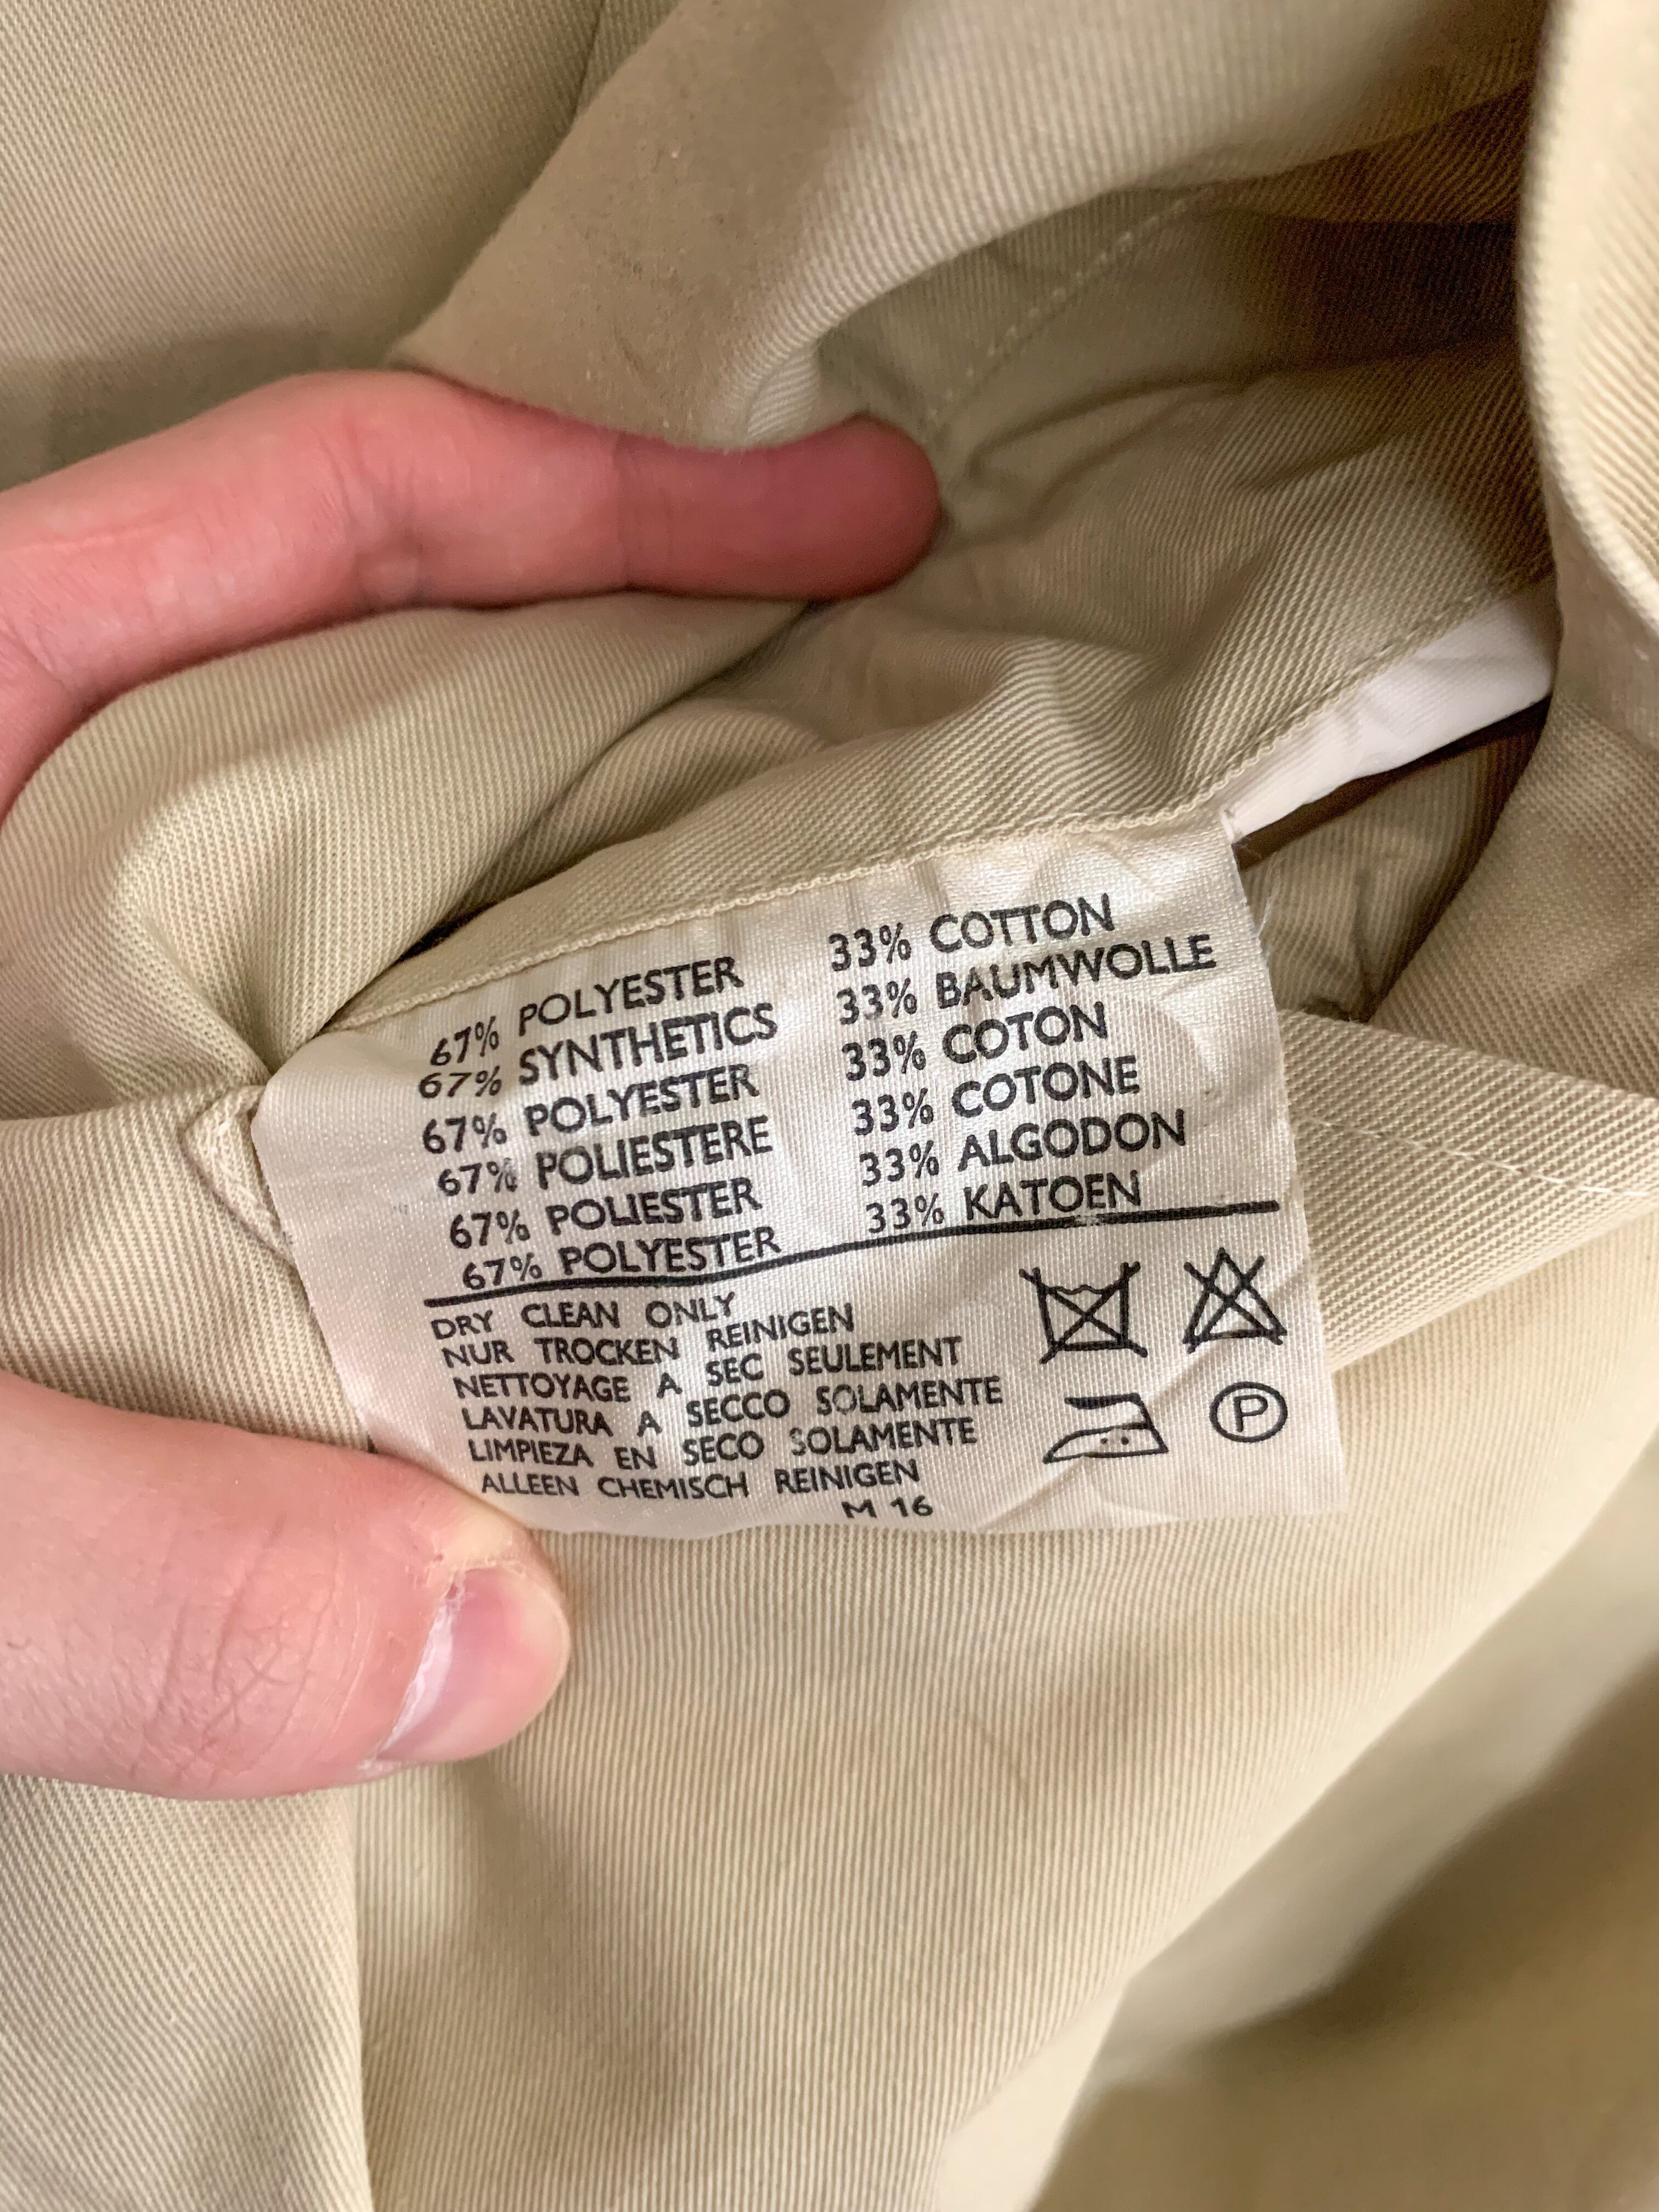 67% POLYESTER 33% COTTON
67% SYNTHETICS 33% BAUMWOLLE
67% POLYESTER 33% COTON
67% POLIESTERE 33% COTONE
67% POLIESTER 33% ALGODON
67% POLYESTER 33% KATOEN
DRY CLEAN ONLY
NUR TROCKEN REINIGEN
NETTOYAGE A SEC SEULEMENT
LAVATURA A SECCO SOLAMENTE
LIMPIEZA EN SECO SOLAMENTE
ALLEEN CHEMISCH REINIGEN
M 16
P